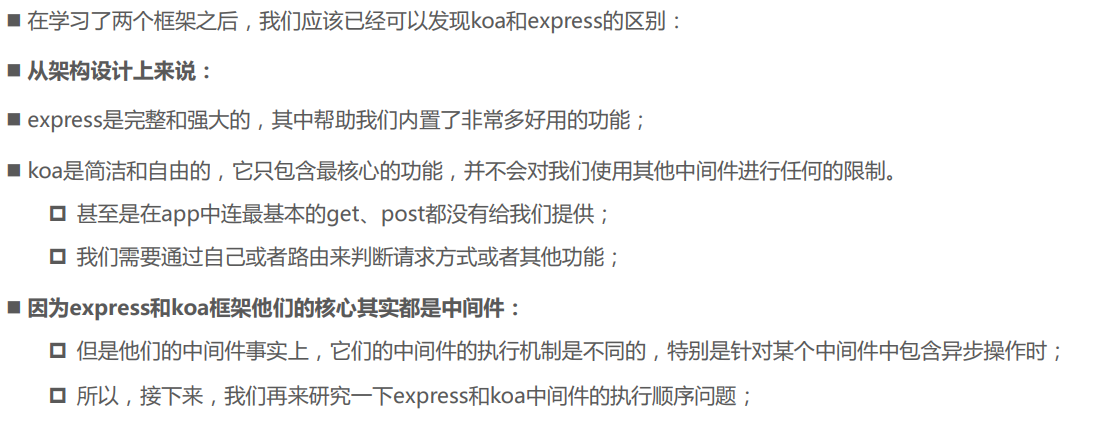 ■ 在学习了两个框架之后，我们应该已经可以发现koa和express的区别：
■ 从架构设计上来说：
■ express是完整和强大的，其中帮助我们内置了非常多好用的功能；
■ koa是简洁和自由的，它只包含最核心的功能，并不会对我们使用其他中间件进行任何的限制。
甚至是在app中连最基本的get、post都没有给我们提供；
我们需要通过自己或者路由来判断请求方式或者其他功能；
■ 因为express和koa框架他们的核心其实都是中间件：
但是他们的中间件事实上，它们的中间件的执行机制是不同的，特别是针对某个中间件中包含异步操作时；
所以，接下来，我们再来研究一下express和koa中间件的执行顺序问题；